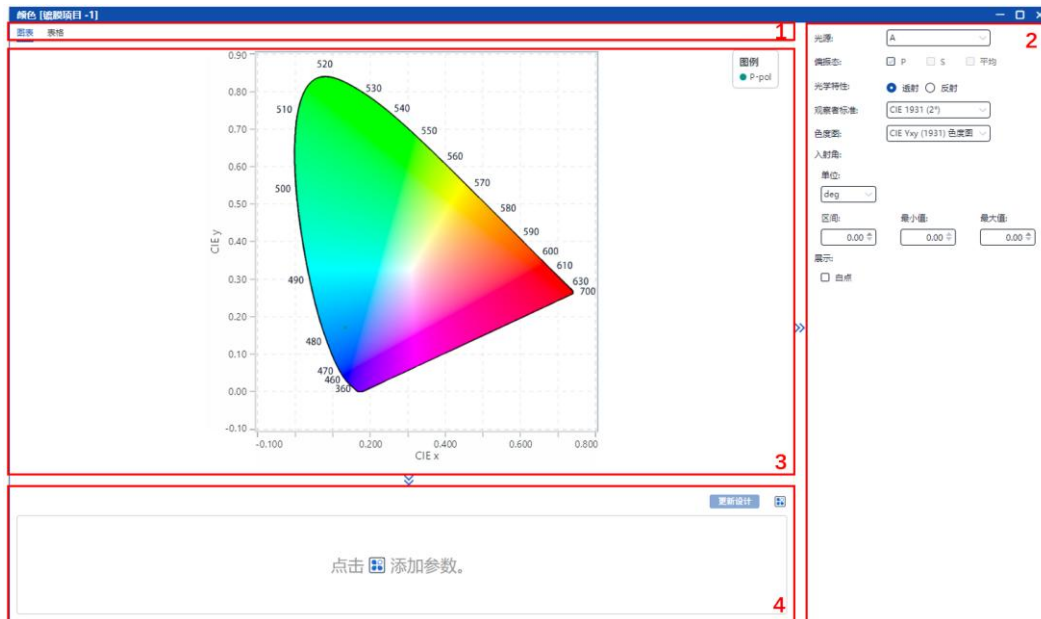 颜色 [镀膜项目 -1]
图表 表格 1
图例
P-pol
0.90
0.80
0.70
0.60
0.50
0.40
0.30
0.20
0.10
0.00
-0.10
CIE y
520
530
510
540
550
560
500
570
580
590
600
490
610
630
700
480
470
460
360
-0.100 0.200 0.400 0.600 0.800
CIE x
3
光源: A 2
偏振态: P S 平均
光学特性: 透射 反射
观察者标准: CIE 1931 (2°)
色度图: CIE Yxy (1931) 色度图
入射角:
单位:
deg
区间: 最小值: 最大值:
0.00 0.00 0.00
展示:
白点
更新设计
点击 添加参数。
4